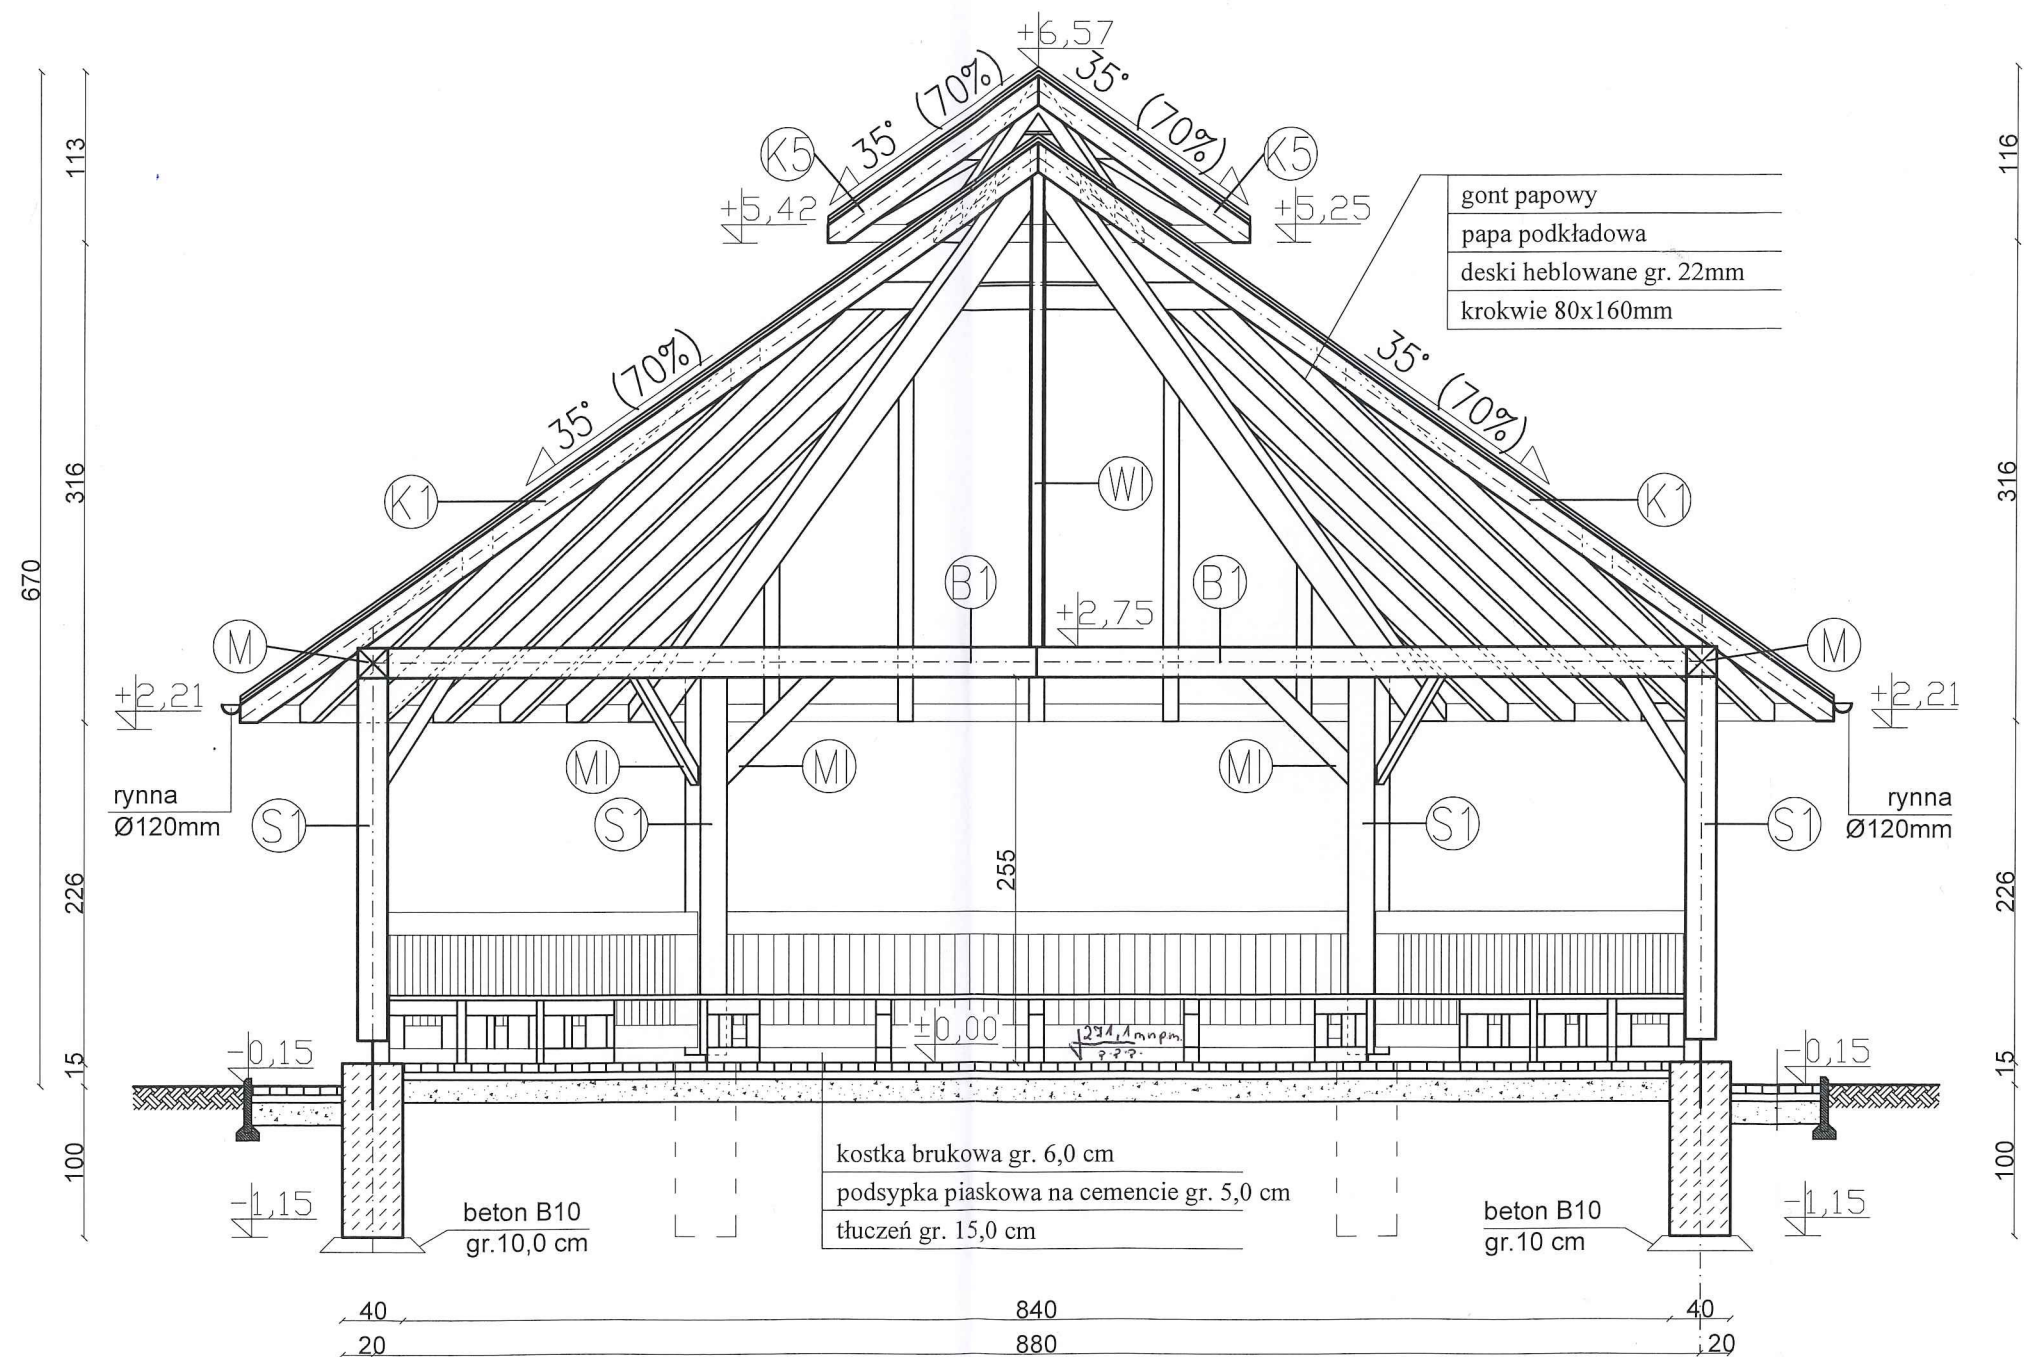 +6,57
35° (70%)
35° (70%)
K5
K5
+5,42
+5,25
113
116
gont papowy
papa podkładowa
deski heblowane gr. 22mm
krokwie 80x160mm
35° (70%)
35° (70%)
K1
WI
K1
316
316
670
B1
B1
+2,75
M
M
+2,21
+2,21
MI
MI
MI
rynna
Ø120mm
rynna
Ø120mm
S1
S1
S1
S1
255
226
226
±0,00
271,1 mnpm.
p.p.p.
-0,15
-0,15
15
15
100
100
kostka brukowa gr. 6,0 cm
podsypka piaskowa na cemencie gr. 5,0 cm
tłuczeń gr. 15,0 cm
-1,15
-1,15
beton B10
gr.10,0 cm
beton B10
gr.10 cm
40
840
40
20
880
20